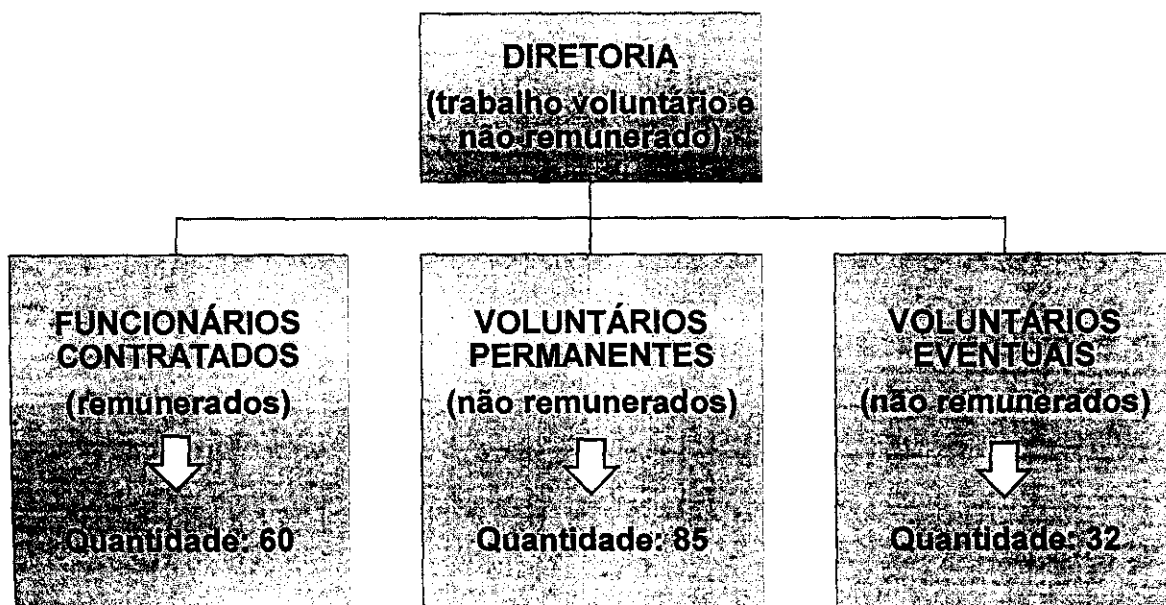 DIRETORIA
(trabalho voluntário e
não remunerado)
FUNCIONÁRIOS
CONTRATADOS
(remunerados)
Quantidade: 60
VOLUNTÁRIOS
PERMANENTES
(não remunerados)
Quantidade: 85
VOLUNTÁRIOS
EVENTUAIS
(não remunerados)
Quantidade: 32